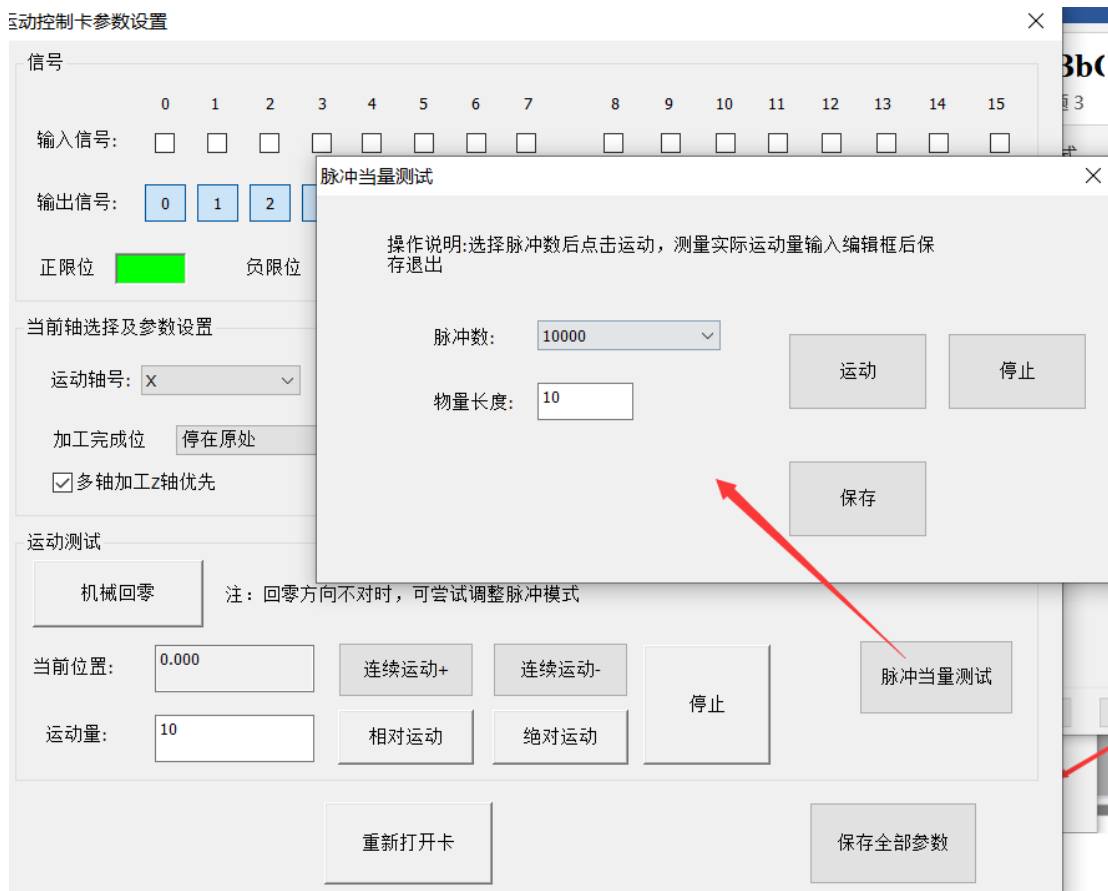 运动控制卡参数设置
信号
0 1 2 3 4 5 6 7 8 9 10 11 12 13 14 15
输入信号:
输出信号: 0 1 2
正限位 负限位
当前轴选择及参数设置
运动轴号: X
加工完成位 停在原处
多轴加工Z轴优先
脉冲当量测试
操作说明:选择脉冲数后点击运动，测量实际运动量输入编辑框后保
存退出
脉冲数: 10000
物量长度: 10
运动 停止
保存
运动测试
机械回零 注：回零方向不对时，可尝试调整脉冲模式
当前位置: 0.000 连续运动+ 连续运动- 停止 脉冲当量测试
运动量: 10 相对运动 绝对运动
重新打开卡 保存全部参数